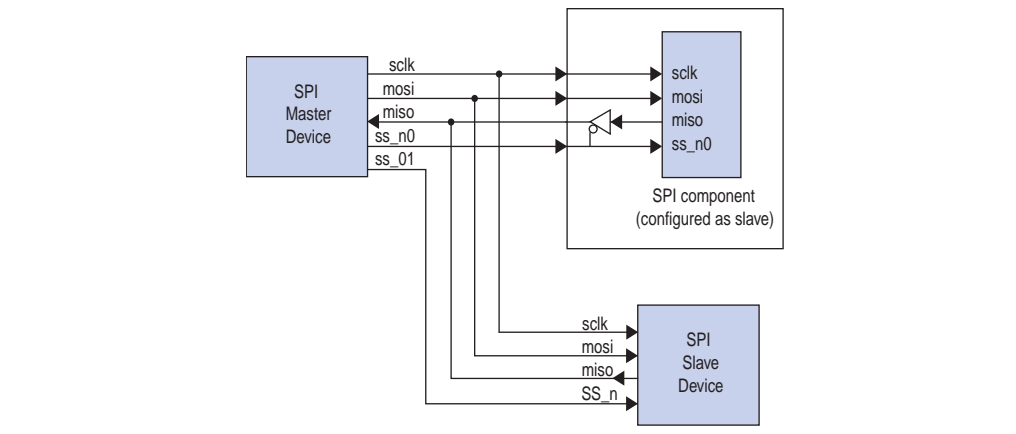 SPI
Master
Device
sclk
mosi
miso
ss_n0
ss_01
sclk
mosi
miso
ss_n0
SPI component
(configured as slave)
sclk
mosi
miso
SS_n
SPI
Slave
Device